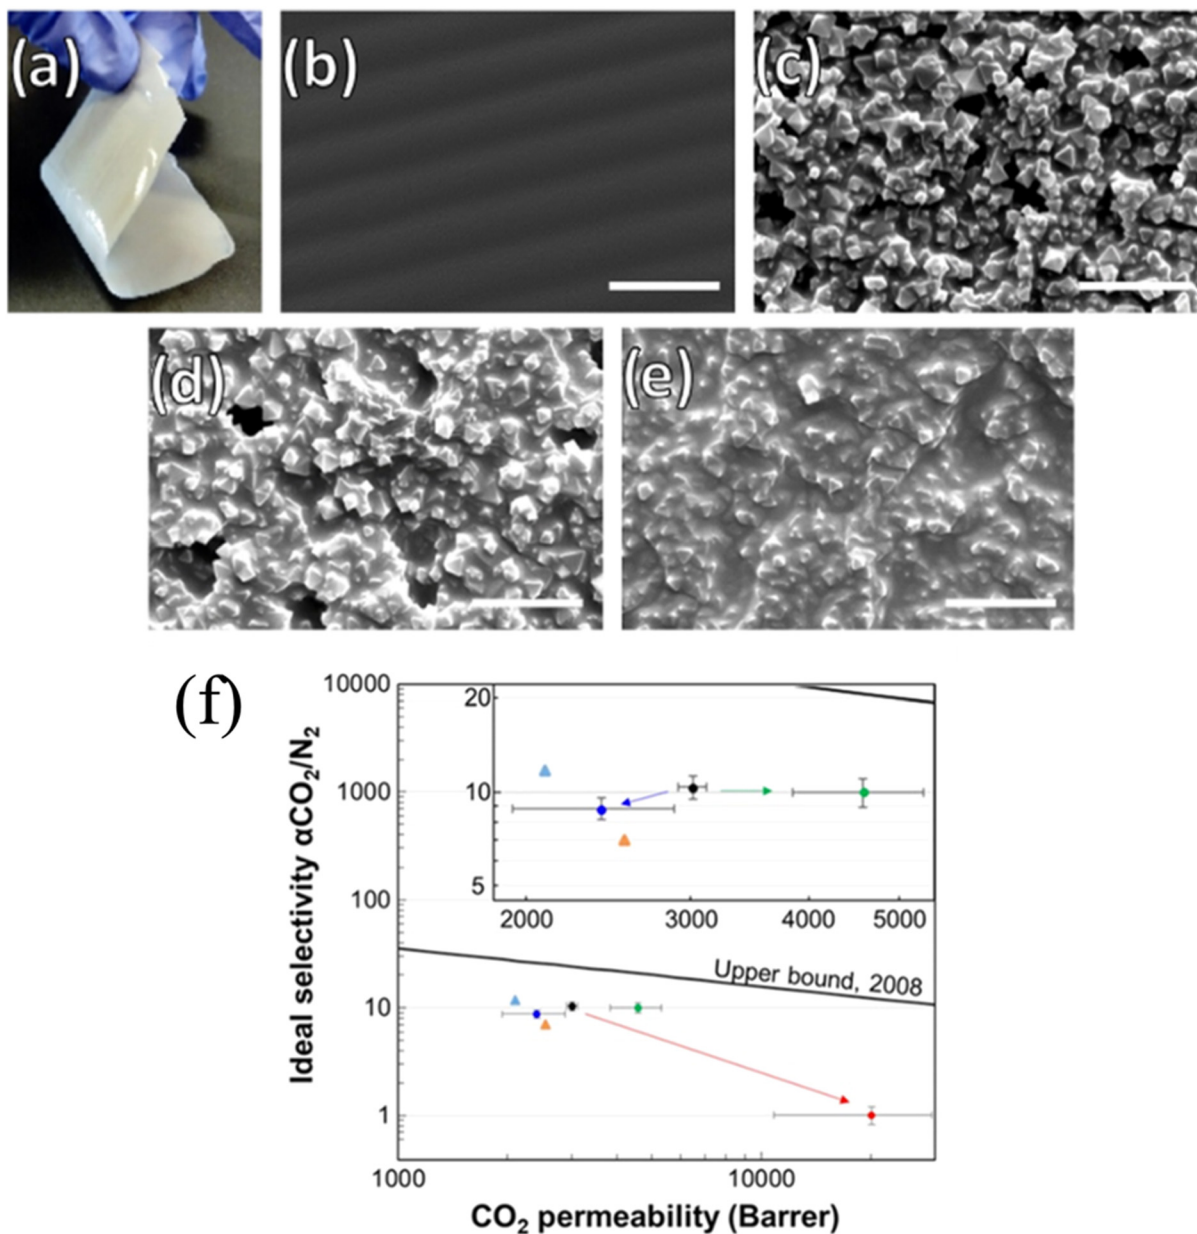 (a)
(b)
(c)
(d)
(e)
(f)
Ideal selectivity αCO₂/N₂
10000
1000
100
10
1
20
10
5
2000
3000
4000
5000
Upper bound, 2008
1000
10000
CO₂ permeability (Barrer)